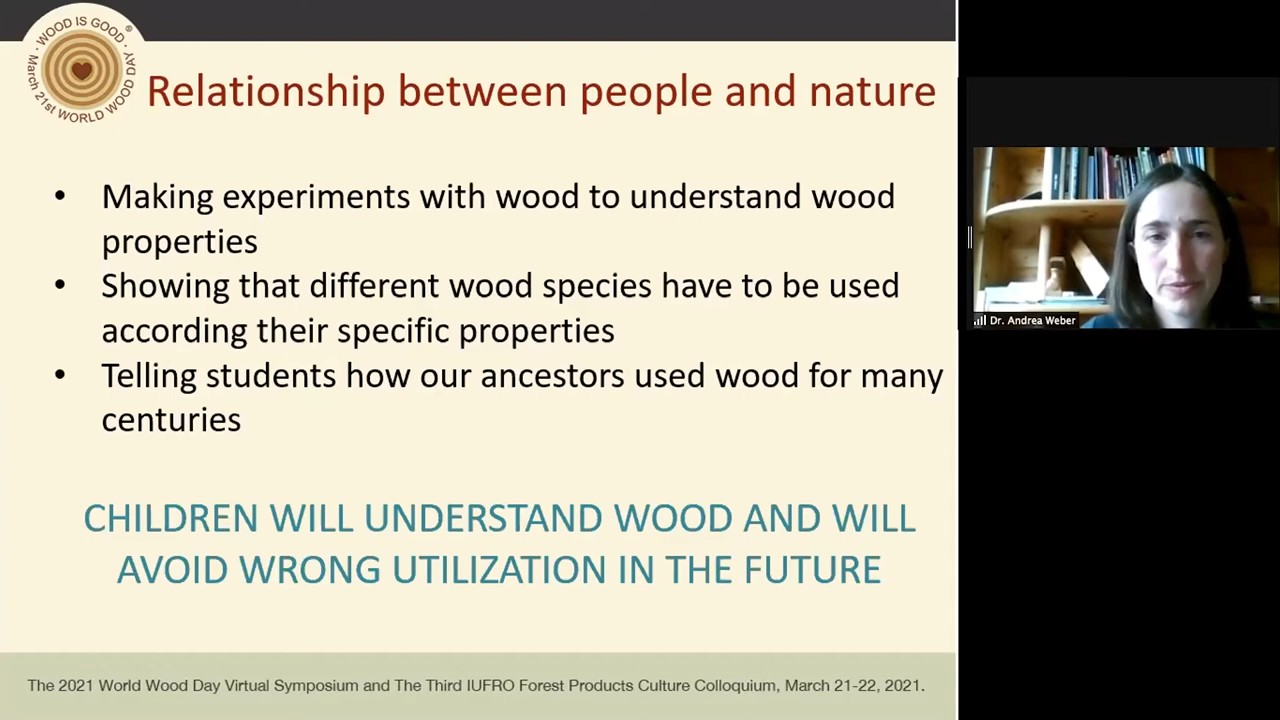 WOOD IS GOOD ®
March 21st WORLD WOOD DAY
Relationship between people and nature
• Making experiments with wood to understand wood
properties
• Showing that different wood species have to be used
according their specific properties
• Telling students how our ancestors used wood for many
centuries
CHILDREN WILL UNDERSTAND WOOD AND WILL
AVOID WRONG UTILIZATION IN THE FUTURE
The 2021 World Wood Day Virtual Symposium and The Third IUFRO Forest Products Culture Colloquium, March 21-22, 2021.
Dr. Andrea Weber